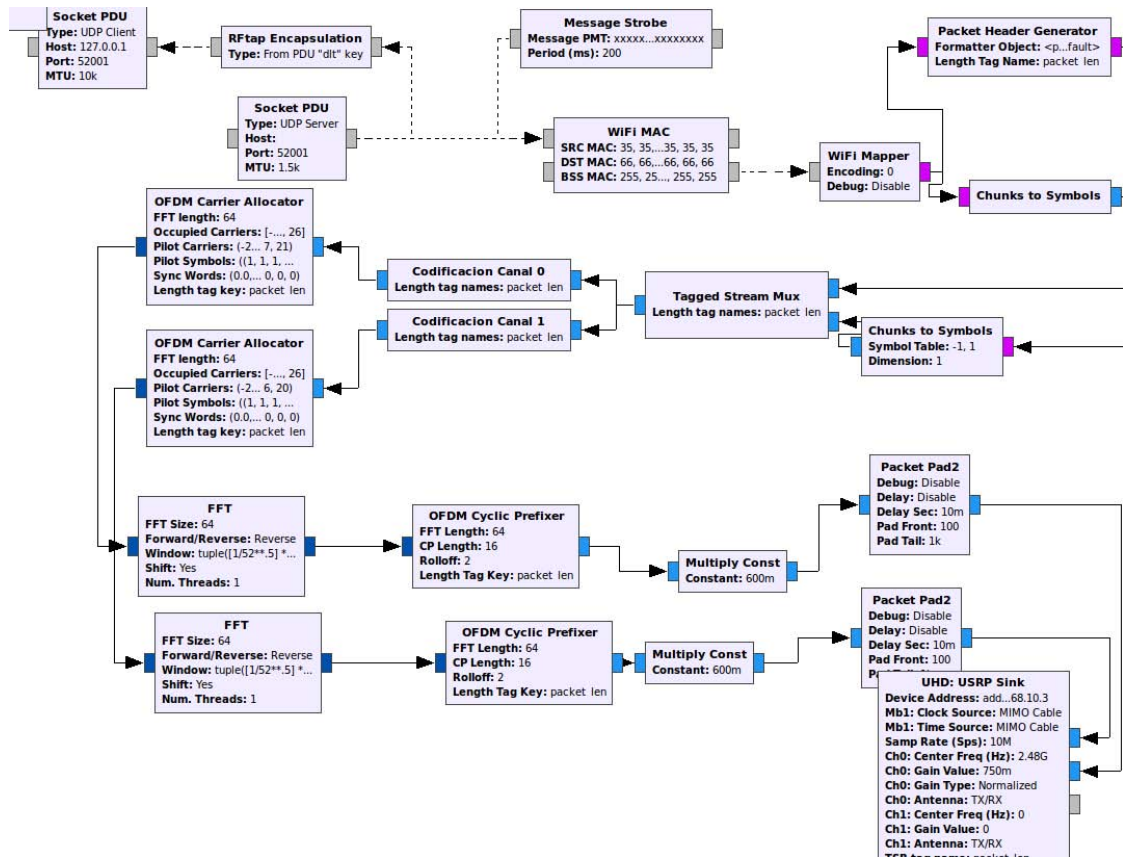 Socket PDU
Type: UDP Client
Host: 127.0.0.1
Port: 52001
MTU: 10k
RFtap Encapsulation
Type: From PDU "dlt" key
Message Strobe
Message PMT: xxxxx...xxxxxxxx
Period (ms): 200
Packet Header Generator
Formatter Object: <p...fault>
Length Tag Name: packet_len
Socket PDU
Type: UDP Server
Host:
Port: 52001
MTU: 1.5k
WiFi MAC
SRC MAC: 35, 35,...35, 35, 35
DST MAC: 66, 66,...66, 66, 66
BSS MAC: 255, 25..., 255, 255
WiFi Mapper
Encoding: 0
Debug: Disable
Chunks to Symbols
OFDM Carrier Allocator
FFT length: 64
Occupied Carriers: [-..., 26]
Pilot Carriers: (-2... 7, 21)
Pilot Symbols: ((1, 1, 1, ...
Sync Words: (0.0,... 0, 0, 0)
Length tag key: packet_len
Codificacion Canal 0
Length tag names: packet_len
Codificacion Canal 1
Length tag names: packet_len
Tagged Stream Mux
Length tag names: packet_len
Chunks to Symbols
Symbol Table: -1, 1
Dimension: 1
OFDM Carrier Allocator
FFT length: 64
Occupied Carriers: [-..., 26]
Pilot Carriers: (-2... 6, 20)
Pilot Symbols: ((1, 1, 1, ...
Sync Words: (0.0,... 0, 0, 0)
Length tag key: packet_len
FFT
FFT Size: 64
Forward/Reverse: Reverse
Window: tuple([1/52**.5] *...
Shift: Yes
Num. Threads: 1
OFDM Cyclic Prefixer
FFT Length: 64
CP Length: 16
Rolloff: 2
Length Tag Key: packet_len
Multiply Const
Constant: 600m
Packet Pad2
Debug: Disable
Delay: Disable
Delay Sec: 10m
Pad Front: 100
Pad Tail: 1k
FFT
FFT Size: 64
Forward/Reverse: Reverse
Window: tuple([1/52**.5] *...
Shift: Yes
Num. Threads: 1
OFDM Cyclic Prefixer
FFT Length: 64
CP Length: 16
Rolloff: 2
Length Tag Key: packet_len
Multiply Const
Constant: 600m
Packet Pad2
Debug: Disable
Delay: Disable
Delay Sec: 10m
Pad Front: 100
UHD: USRP Sink
Device Address: add...68.10.3
Mb1: Clock Source: MIMO Cable
Mb1: Time Source: MIMO Cable
Samp Rate (Sps): 10M
Ch0: Center Freq (Hz): 2.48G
Ch0: Gain Value: 750m
Ch0: Gain Type: Normalized
Ch0: Antenna: TX/RX
Ch1: Center Freq (Hz): 0
Ch1: Gain Value: 0
Ch1: Antenna: TX/RX
TSB tag name: packet_len